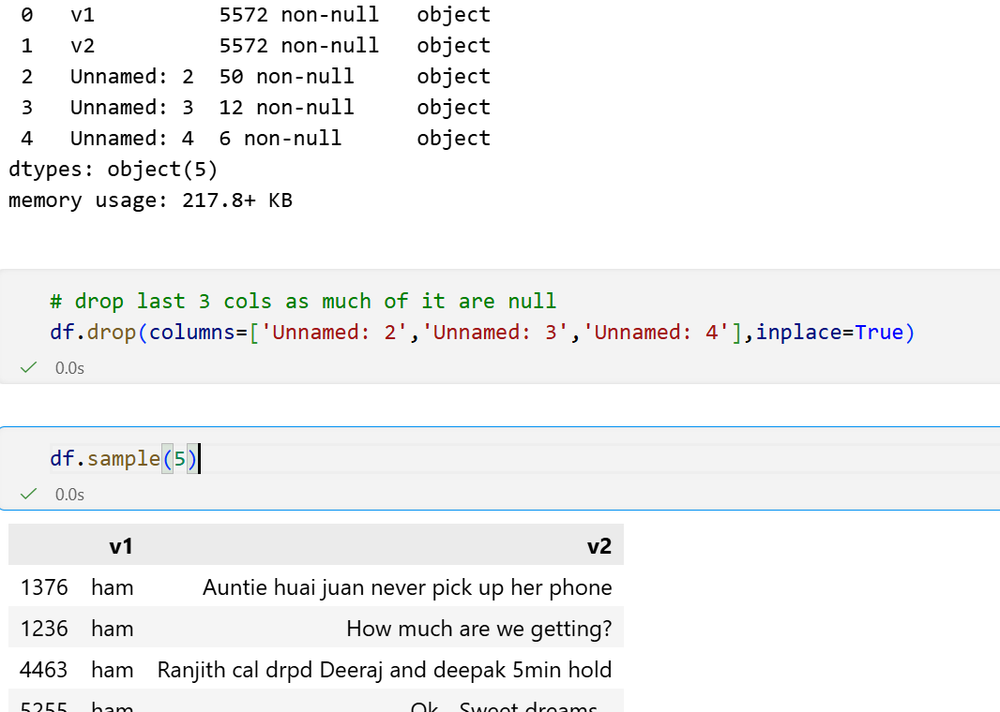 0 v1 5572 non-null object
1 v2 5572 non-null object
2 Unnamed: 2 50 non-null object
3 Unnamed: 3 12 non-null object
4 Unnamed: 4 6 non-null object
dtypes: object(5)
memory usage: 217.8+ KB
# drop last 3 cols as much of it are null
df.drop(columns=['Unnamed: 2','Unnamed: 3','Unnamed: 4'],inplace=True)
0.0s
df.sample(5)
0.0s
v1 v2
1376 ham Auntie huai juan never pick up her phone
1236 ham How much are we getting?
4463 ham Ranjith cal drpd Deeraj and deepak 5min hold
5255 ham Ok.. Sweet dreams..